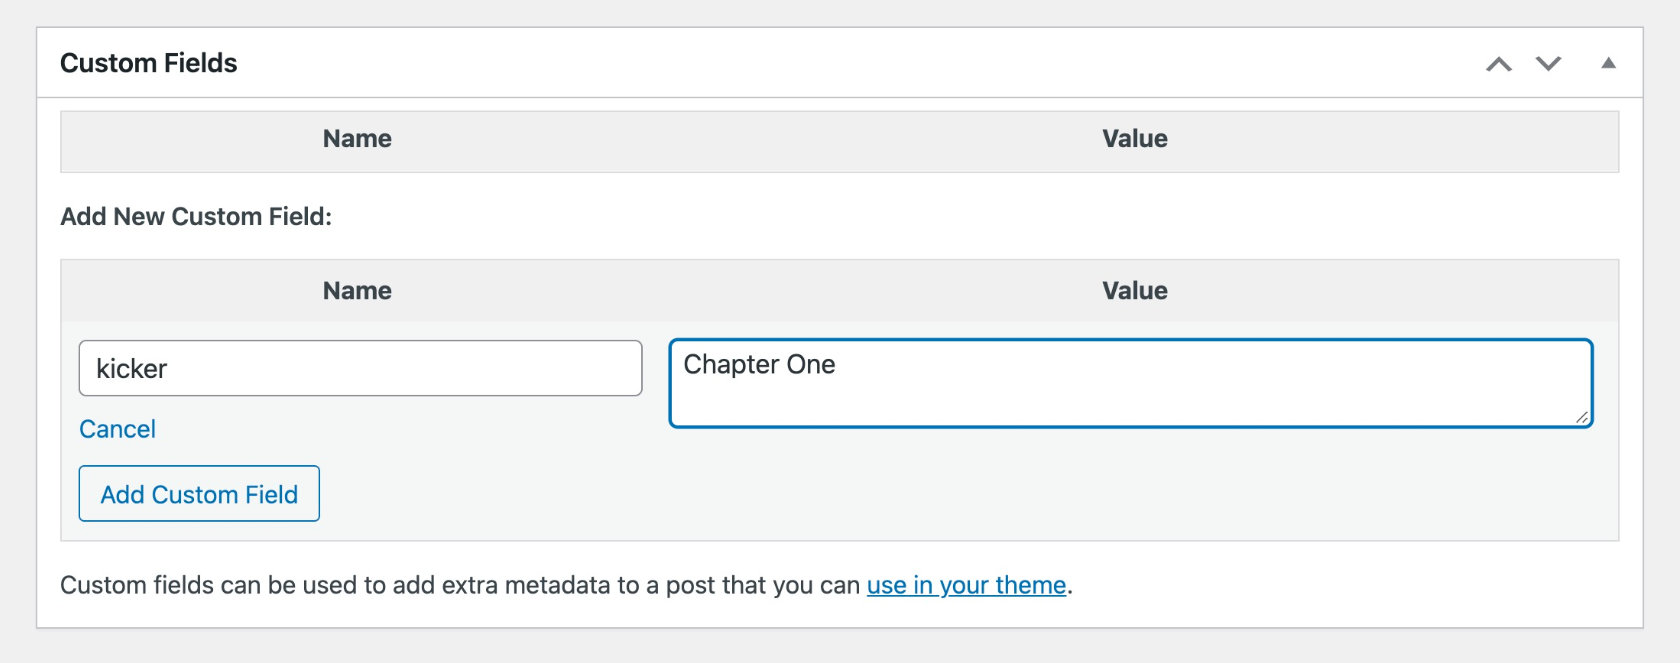 Custom Fields
Name Value
Add New Custom Field:
Name Value
kicker Chapter One
Cancel
Add Custom Field
Custom fields can be used to add extra metadata to a post that you can use in your theme.